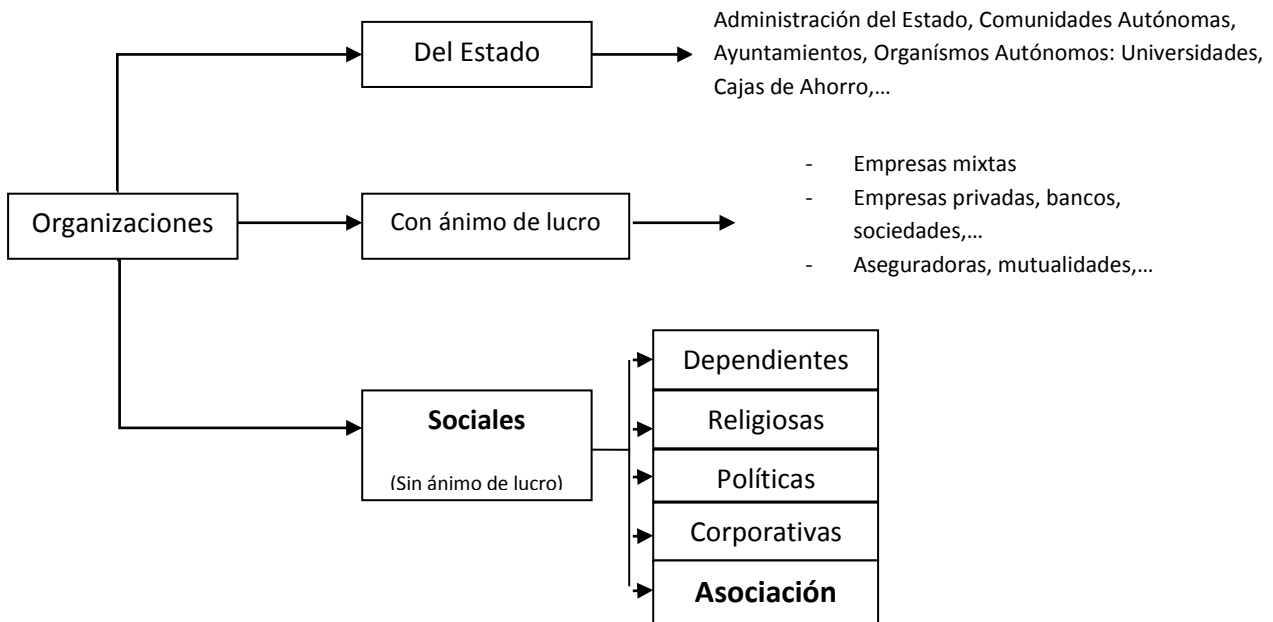 Administración del Estado, Comunidades Autónomas,
Del Estado
Ayuntamientos, Organísmos Autónomos: Universidades,
Cajas de Ahorro,...
- Empresas mixtas
- Empresas privadas, bancos,
sociedades,...
- Aseguradoras, mutualidades,...
Organizaciones
Con ánimo de lucro
Sociales
(Sin ánimo de lucro)
Dependientes
Religiosas
Políticas
Corporativas
Asociación